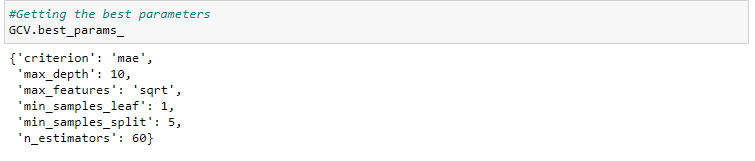 #Getting the best parameters
GCV.best_params_
{'criterion': 'mae',
 'max_depth': 10,
 'max_features': 'sqrt',
 'min_samples_leaf': 1,
 'min_samples_split': 5,
 'n_estimators': 60}